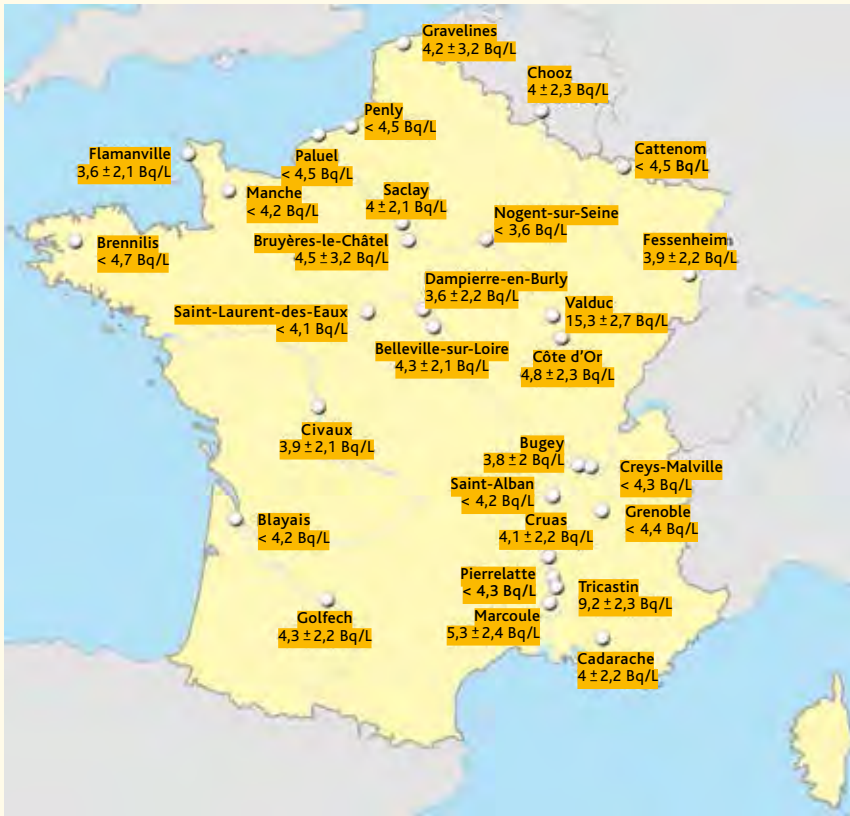 Gravelines
4,2 ± 3,2 Bq/L
Chooz
4 ± 2,3 Bq/L
Penly
< 4,5 Bq/L
Paluel
< 4,5 Bq/L
Flamanville
3,6 ± 2,1 Bq/L
Cattenom
< 4,5 Bq/L
Manche
< 4,2 Bq/L
Saclay
4 ± 2,1 Bq/L
Nogent-sur-Seine
< 3,6 Bq/L
Brennilis
< 4,7 Bq/L
Bruyères-le-Châtel
4,5 ± 3,2 Bq/L
Fessenheim
3,9 ± 2,2 Bq/L
Dampierre-en-Burly
3,6 ± 2,2 Bq/L
Valduc
15,3 ± 2,7 Bq/L
Saint-Laurent-des-Eaux
< 4,1 Bq/L
Belleville-sur-Loire
4,3 ± 2,1 Bq/L
Côte d'Or
4,8 ± 2,3 Bq/L
Civaux
3,9 ± 2,1 Bq/L
Bugey
3,8 ± 2 Bq/L
Creys-Malville
< 4,3 Bq/L
Saint-Alban
< 4,2 Bq/L
Grenoble
< 4,4 Bq/L
Blayais
< 4,2 Bq/L
Cruas
4,1 ± 2,2 Bq/L
Pierrelatte
< 4,3 Bq/L
Tricastin
9,2 ± 2,3 Bq/L
Golfech
4,3 ± 2,2 Bq/L
Marcoule
5,3 ± 2,4 Bq/L
Cadarache
4 ± 2,2 Bq/L